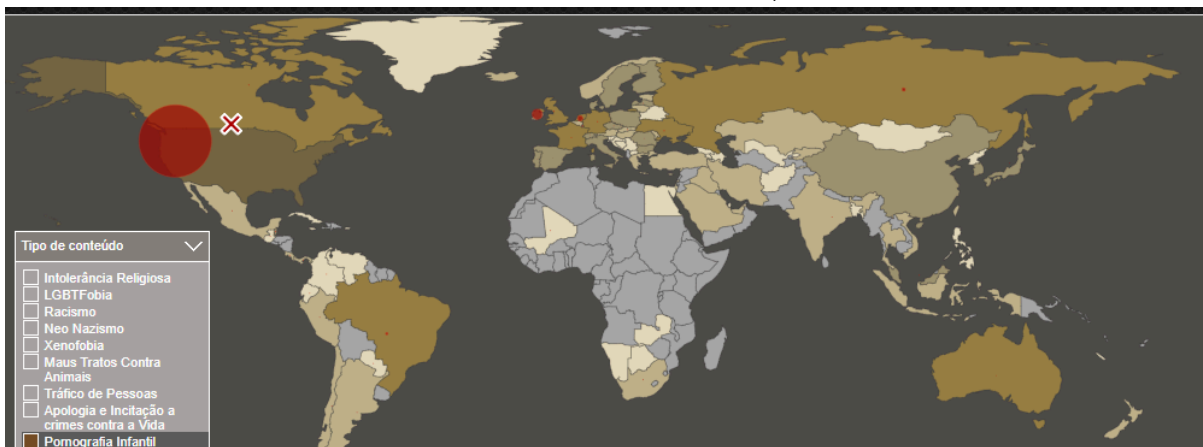 Tipo de conteúdo
Intolerância Religiosa
LGBTFobia
Racismo
Neo Nazismo
Xenofobia
Maus Tratos Contra
Animais
Tráfico de Pessoas
Apologia e Incitação a
crimes contra a Vida
Pornografia Infantil